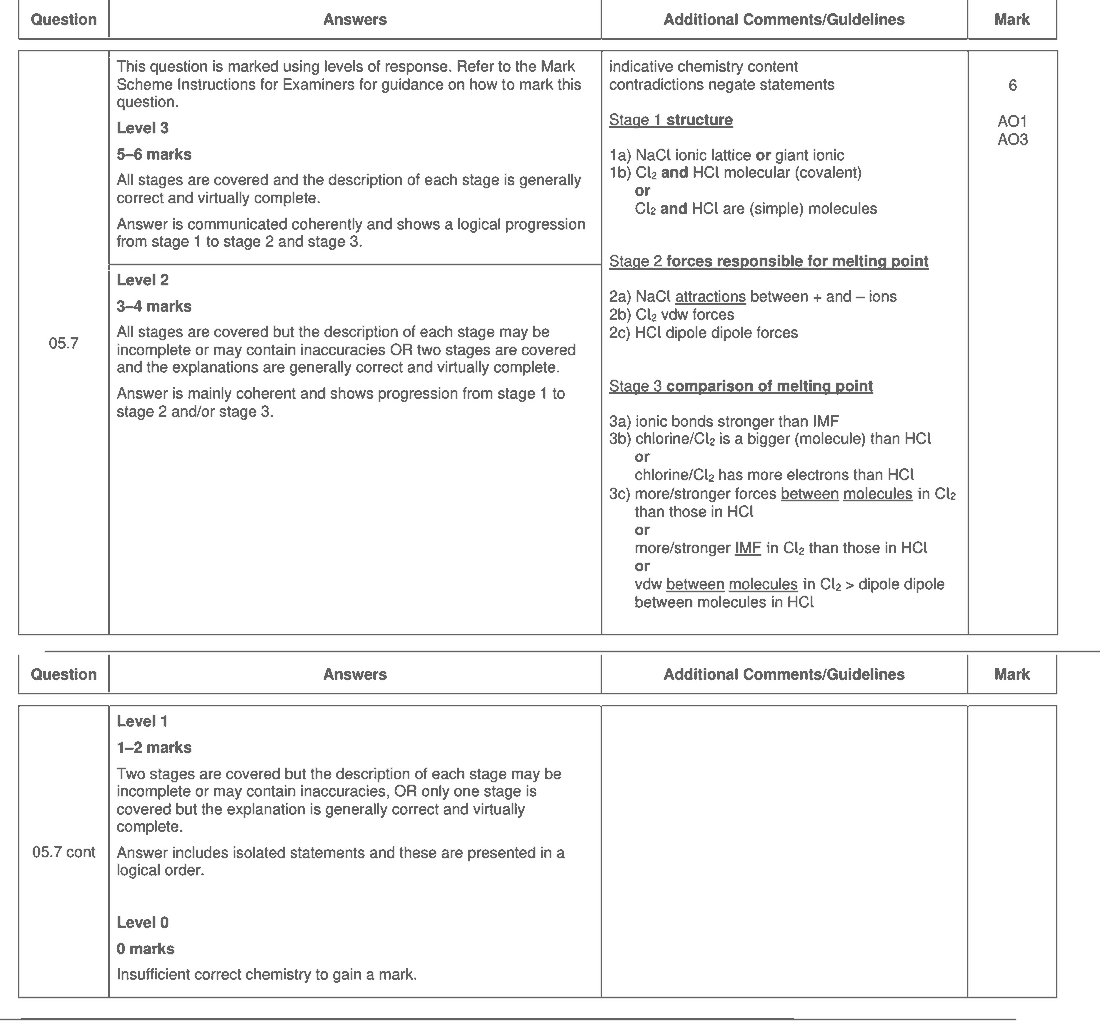 Question Answers Additional Comments/Guidelines Mark
05.7
This question is marked using levels of response. Refer to the Mark
Scheme Instructions for Examiners for guidance on how to mark this
question.
Level 3
5–6 marks
All stages are covered and the description of each stage is generally
correct and virtually complete.
Answer is communicated coherently and shows a logical progression
from stage 1 to stage 2 and stage 3.
Level 2
3–4 marks
All stages are covered but the description of each stage may be
incomplete or may contain inaccuracies OR two stages are covered
and the explanations are generally correct and virtually complete.
Answer is mainly coherent and shows progression from stage 1 to
stage 2 and/or stage 3.
indicative chemistry content
contradictions negate statements
Stage 1 structure
1a) NaCl ionic lattice or giant ionic
1b) Cl₂ and HCl molecular (covalent)
or
Cl₂ and HCl are (simple) molecules
Stage 2 forces responsible for melting point
2a) NaCl attractions between + and – ions
2b) Cl₂ vdw forces
2c) HCl dipole dipole forces
Stage 3 comparison of melting point
3a) ionic bonds stronger than IMF
3b) chlorine/Cl₂ is a bigger (molecule) than HCl
or
chlorine/Cl₂ has more electrons than HCl
3c) more/stronger forces between molecules in Cl₂
than those in HCl
or
more/stronger IMF in Cl₂ than those in HCl
or
vdw between molecules in Cl₂ > dipole dipole
between molecules in HCl
6
AO1
AO3
Question Answers Additional Comments/Guidelines Mark
05.7 cont
Level 1
1–2 marks
Two stages are covered but the description of each stage may be
incomplete or may contain inaccuracies, OR only one stage is
covered but the explanation is generally correct and virtually
complete.
Answer includes isolated statements and these are presented in a
logical order.
Level 0
0 marks
Insufficient correct chemistry to gain a mark.